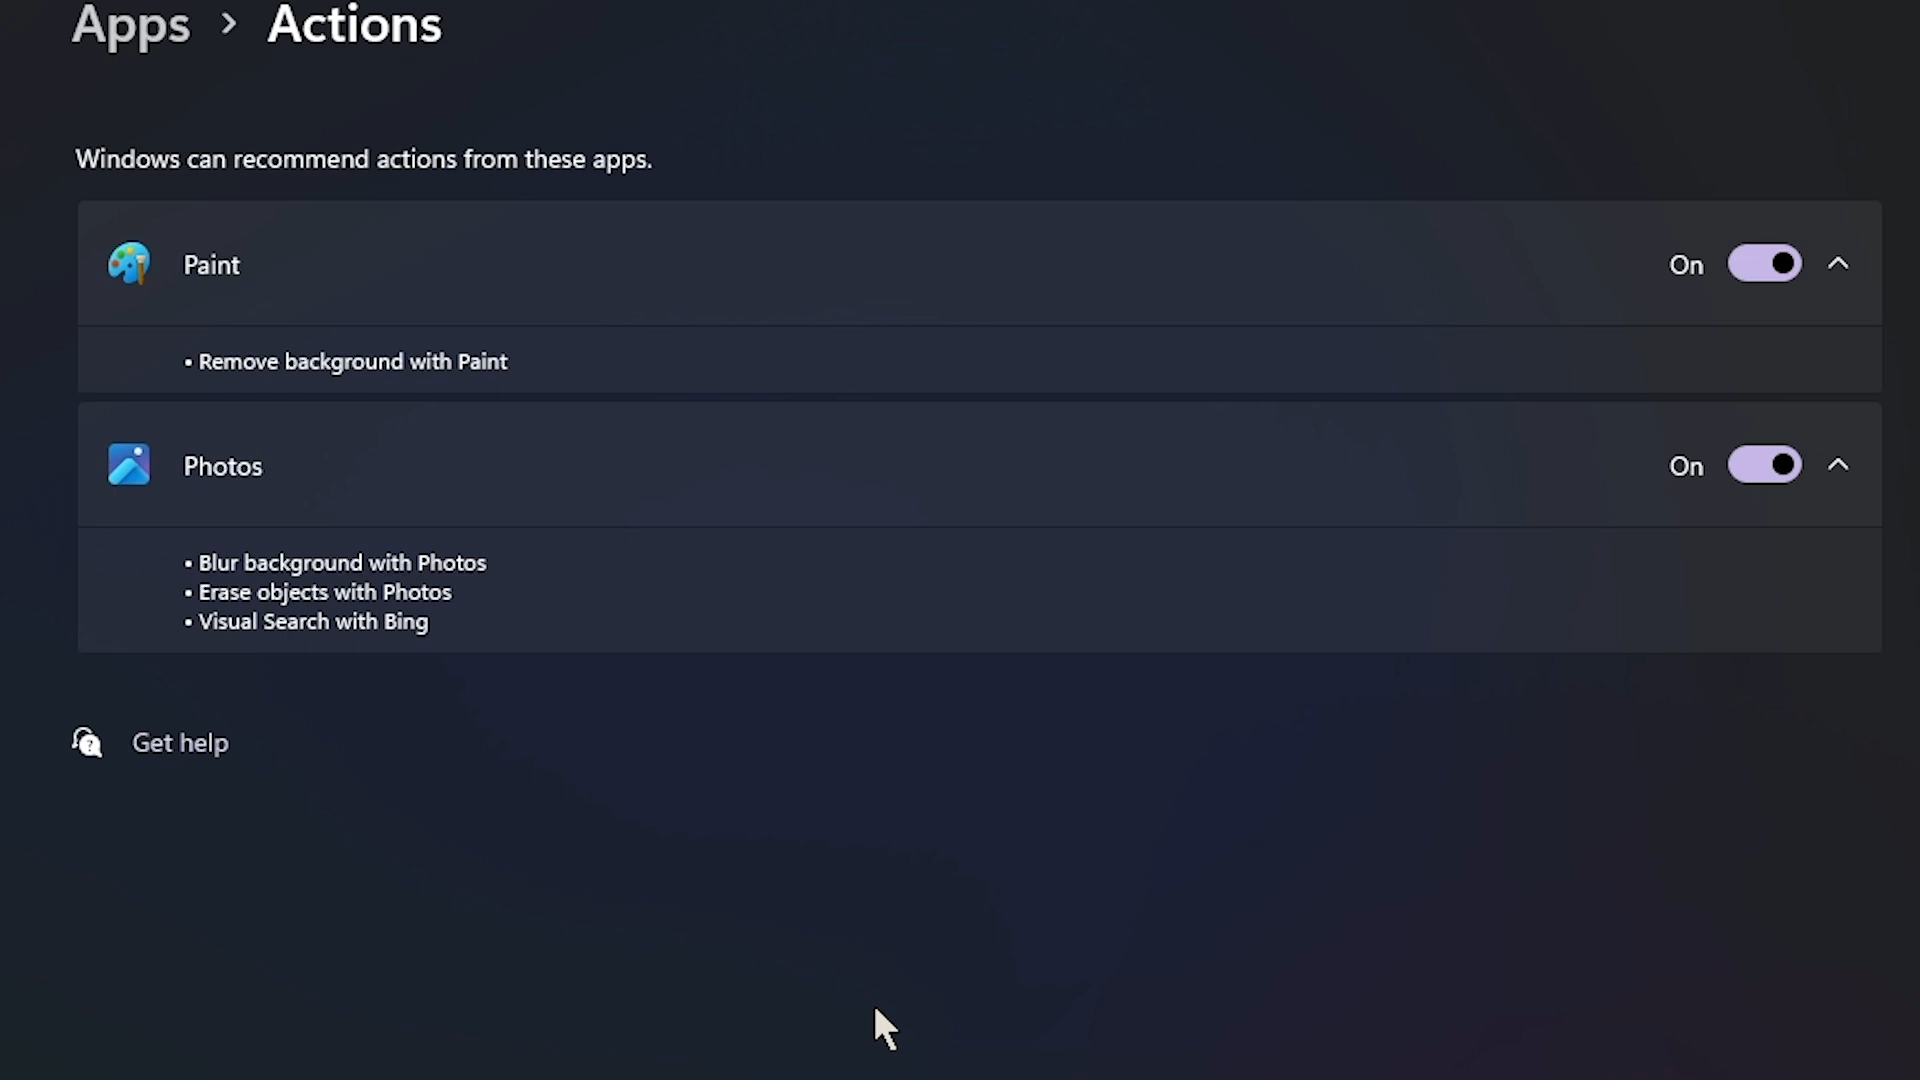 Apps > Actions
Windows can recommend actions from these apps.
Paint
On
• Remove background with Paint
Photos
On
• Blur background with Photos
• Erase objects with Photos
• Visual Search with Bing
Get help